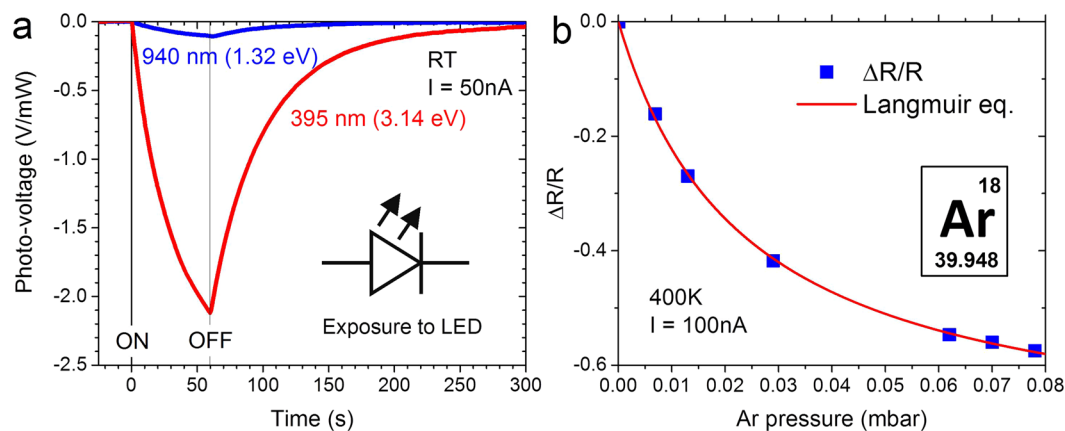 a
0.0
-0.5
-1.0
-1.5
-2.0
-2.5
Photo-voltage (V/mW)
940 nm (1.32 eV)
RT
I = 50nA
395 nm (3.14 eV)
Exposure to LED
ON
OFF
0 50 100 150 200 250 300
Time (s)
b
0.0
-0.2
-0.4
-0.6
ΔR/R
ΔR/R
Langmuir eq.
18
Ar
39.948
400K
I = 100nA
0.00 0.01 0.02 0.03 0.04 0.05 0.06 0.07 0.08
Ar pressure (mbar)